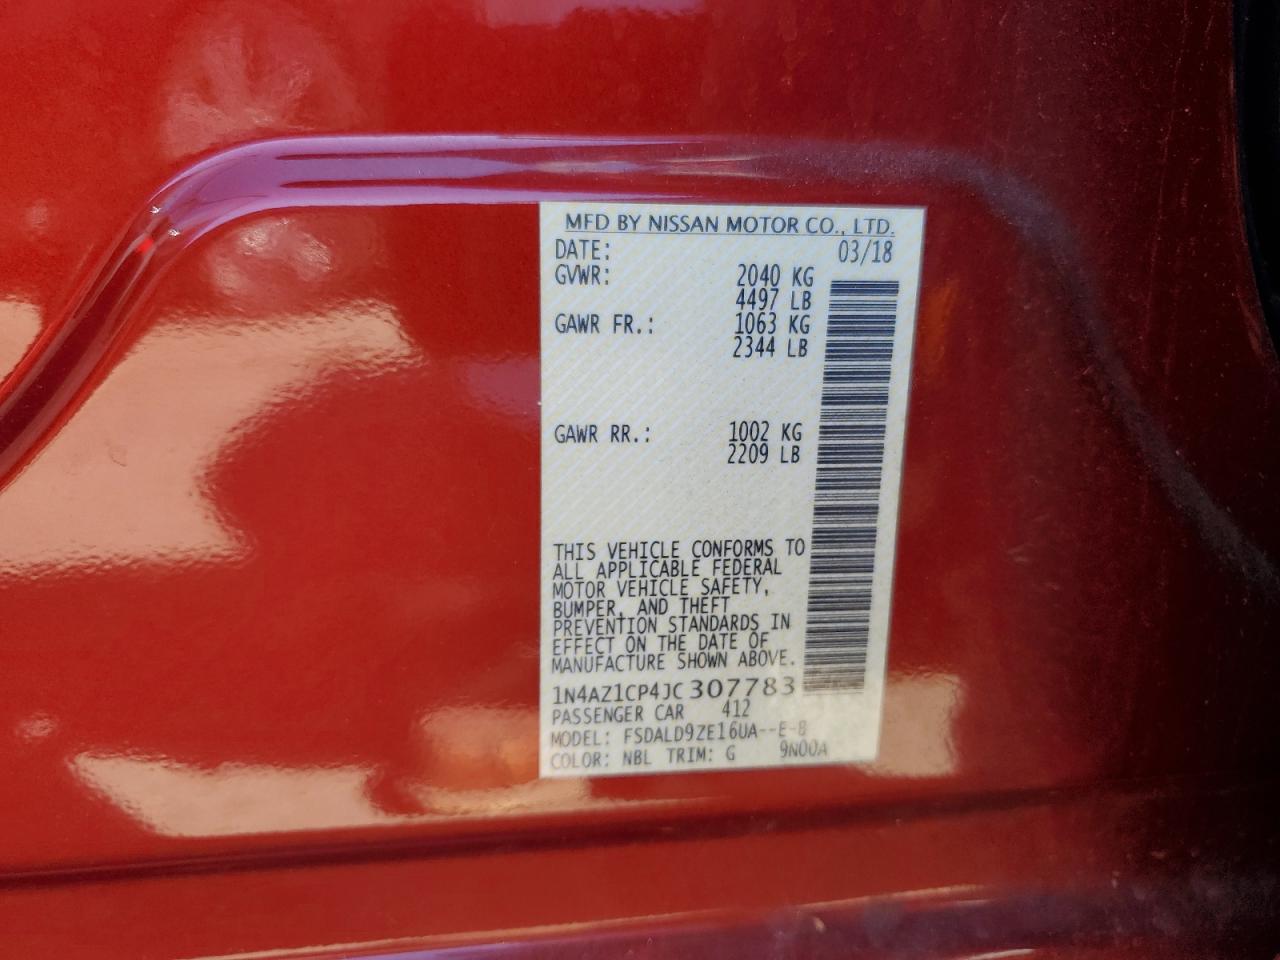 MFD BY NISSAN MOTOR CO., LTD.
DATE: 03/18
GVWR: 2040 KG
4497 LB
GAWR FR.: 1063 KG
2344 LB
GAWR RR.: 1002 KG
2209 LB
THIS VEHICLE CONFORMS TO
ALL APPLICABLE FEDERAL
MOTOR VEHICLE SAFETY,
BUMPER, AND THEFT
PREVENTION STANDARDS IN
EFFECT ON THE DATE OF
MANUFACTURE SHOWN ABOVE.
1N4AZ1CP4JC307783
PASSENGER CAR 412
MODEL: FSDALD9ZE16UA--E-B
COLOR: NBL TRIM: G 9N00A